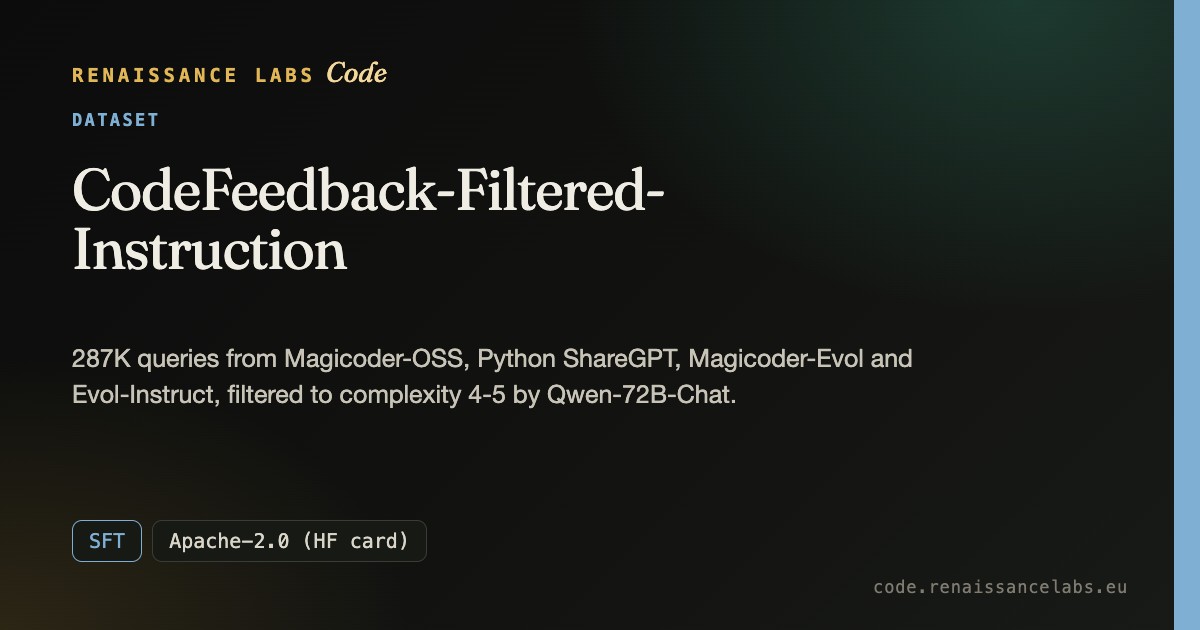 RENAISSANCE LABS Code
DATASET
CodeFeedback-Filtered-
Instruction
287K queries from Magicoder-OSS, Python ShareGPT, Magicoder-Evol and
Evol-Instruct, filtered to complexity 4-5 by Qwen-72B-Chat.
SFT
Apache-2.0 (HF card)
code.renaissancelabs.eu